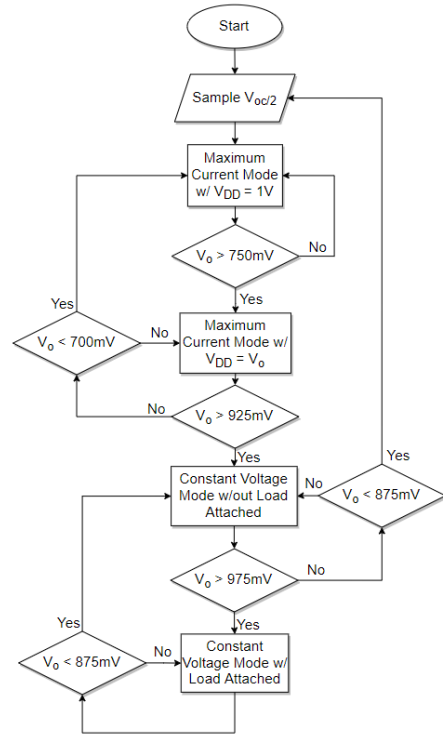 Start
Sample Voc/2
Maximum
Current Mode
w/ VDD = 1V
Vo > 750mV
No
Yes
Yes
Maximum
Current Mode w/
VDD = Vo
Vo < 700mV
No
Vo > 925mV
No
Yes
Yes
Constant Voltage
Mode w/out Load
Attached
No
Vo < 875mV
Vo > 975mV
No
Yes
Yes
Vo < 875mV
No
Constant
Voltage Mode w/
Load Attached